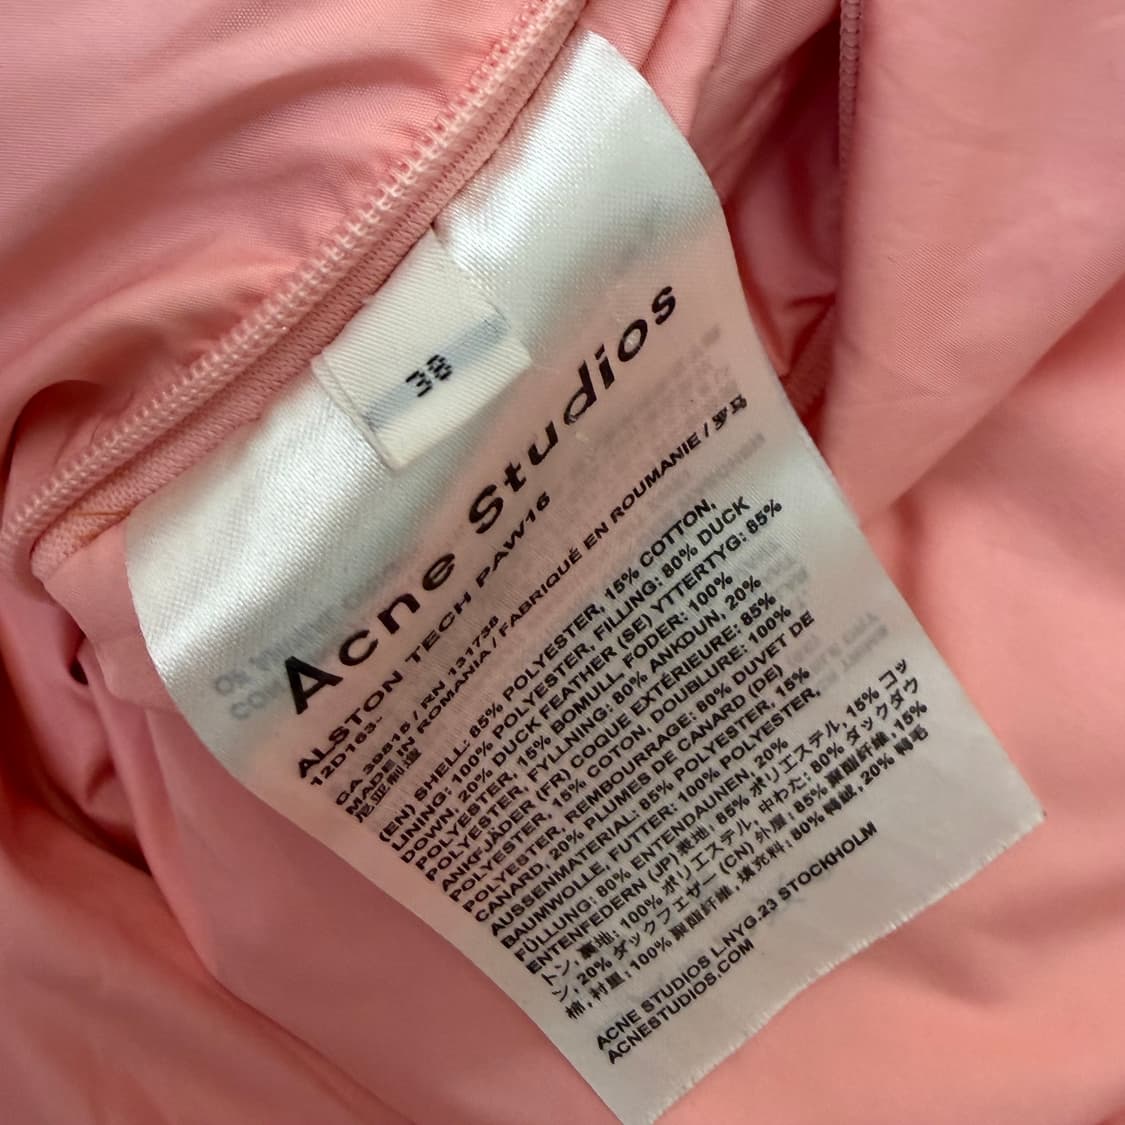 38
Acne Studios
ALSTON TECH PAW16
12D163..
CA 39815 / RN 131738
MADE IN ROMANIA / FABRIQUÉ EN ROUMANIE / 罗马
尼亚制造
(EN) SHELL: 85% POLYESTER, 15% COTTON,
LINING: 100% POLYESTER, FILLING: 80% DUCK
DOWN, 20% DUCK FEATHER (SE) YTTERTYG: 85%
POLYESTER, 15% BOMULL, FODER: 100%
POLYESTER, FYLLNING: 80% ANKDUN, 20%
ANKFJÄDER (FR) COQUE EXTÉRIEURE: 85%
POLYESTER, 15% COTON, DOUBLURE: 100%
POLYESTER, REMBOURRAGE: 80% DUVET DE
CANARD, 20% PLUMES DE CANARD (DE)
AUSSENMATERIAL: 85% POLYESTER, 15%
BAUMWOLLE, FUTTER: 100% POLYESTER,
FÜLLUNG: 80% ENTENDAUNEN, 20%
ENTENFEDERN (JP) 表地: 85% ポリエステル, 15% コッ
トン, 裏地: 100% ポリエステル, 中わた: 80% ダックダウ
ン, 20% ダックフェザー (CN) 外层: 85% 聚酯纤维, 15%
棉, 衬里: 100% 聚酯纤维, 填充料: 80% 鸭绒, 20% 鸭毛
ACNE STUDIOS L.NYG.23 STOCKHOLM
ACNESTUDIOS.COM